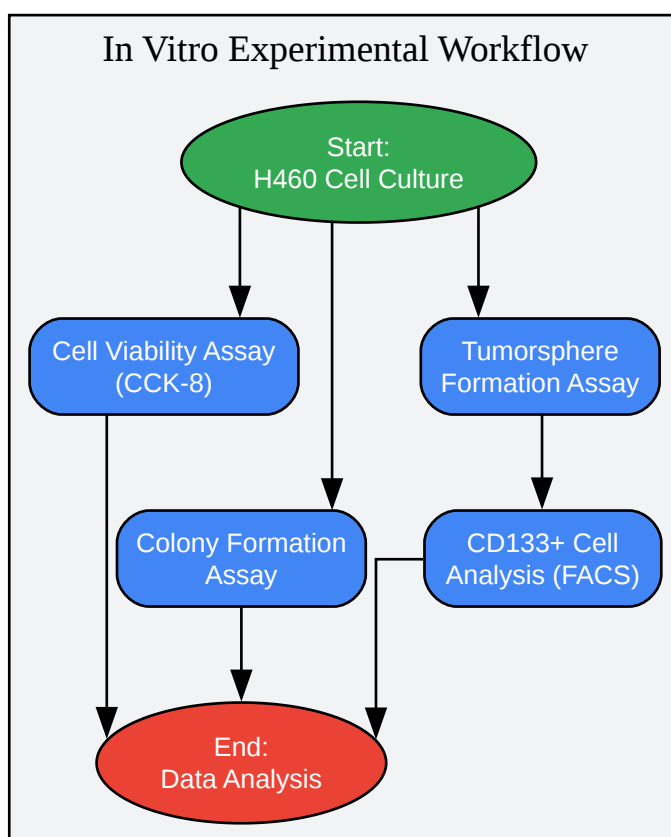 In Vitro Experimental Workflow
Start:
H460 Cell Culture
Cell Viability Assay
(CCK-8)
Tumorsphere
Formation Assay
Colony Formation
Assay
CD133+ Cell
Analysis (FACS)
End:
Data Analysis